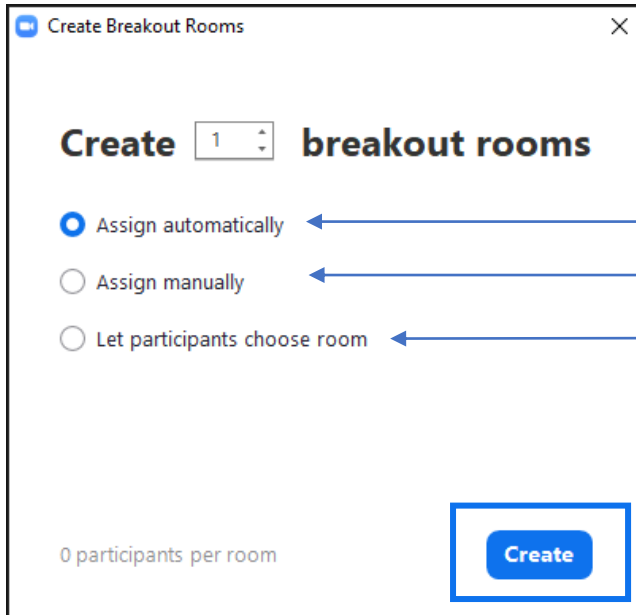 Create Breakout Rooms
Create 1 breakout rooms
Assign automatically
Assign manually
Let participants choose room
0 participants per room
Create